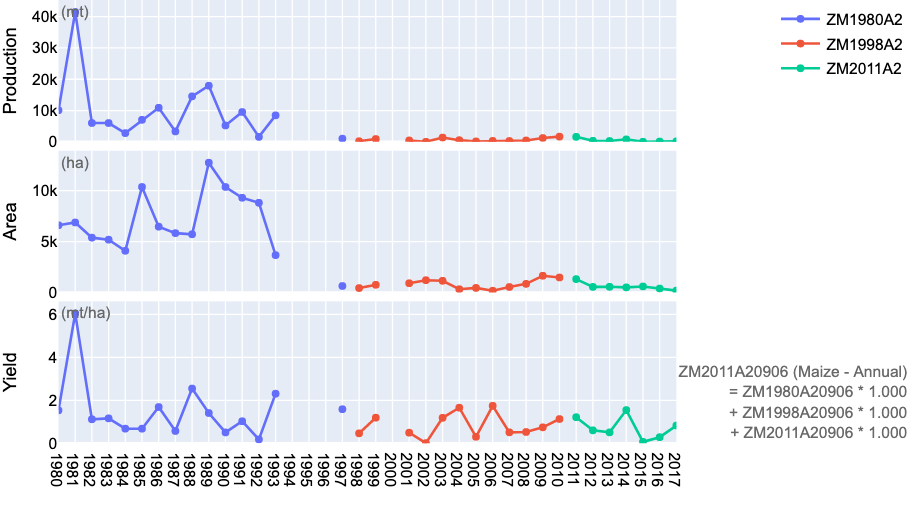 Production
(mt)
40k
30k
20k
10k
0
ZM1980A2
ZM1998A2
ZM2011A2
Area
(ha)
10k
5k
0
Yield
(mt/ha)
6
4
2
0
ZM2011A20906 (Maize - Annual)
= ZM1980A20906 * 1.000
+ ZM1998A20906 * 1.000
+ ZM2011A20906 * 1.000
1980
1981
1982
1983
1984
1985
1986
1987
1988
1989
1990
1991
1992
1993
1994
1995
1996
1997
1998
1999
2000
2001
2002
2003
2004
2005
2006
2007
2008
2009
2010
2011
2012
2013
2014
2015
2016
2017